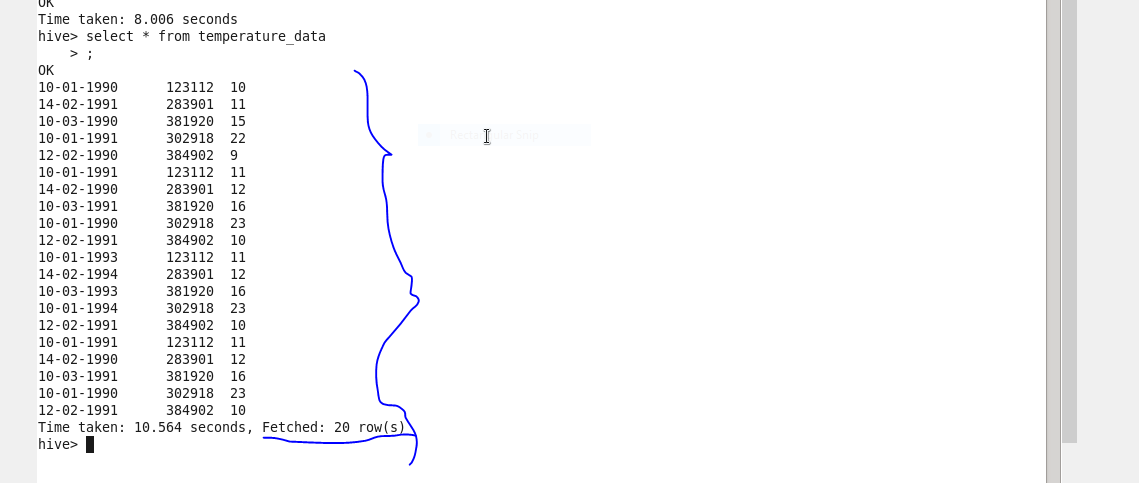 OK
Time taken: 8.006 seconds
hive> select * from temperature_data
    > ;
OK
10-01-1990      123112  10
14-02-1991      283901  11
10-03-1990      381920  15
10-01-1991      302918  22
12-02-1990      384902  9
10-01-1991      123112  11
14-02-1990      283901  12
10-03-1991      381920  16
10-01-1990      302918  23
12-02-1991      384902  10
10-01-1993      123112  11
14-02-1994      283901  12
10-03-1993      381920  16
10-01-1994      302918  23
12-02-1991      384902  10
10-01-1991      123112  11
14-02-1990      283901  12
10-03-1991      381920  16
10-01-1990      302918  23
12-02-1991      384902  10
Time taken: 10.564 seconds, Fetched: 20 row(s)
hive>